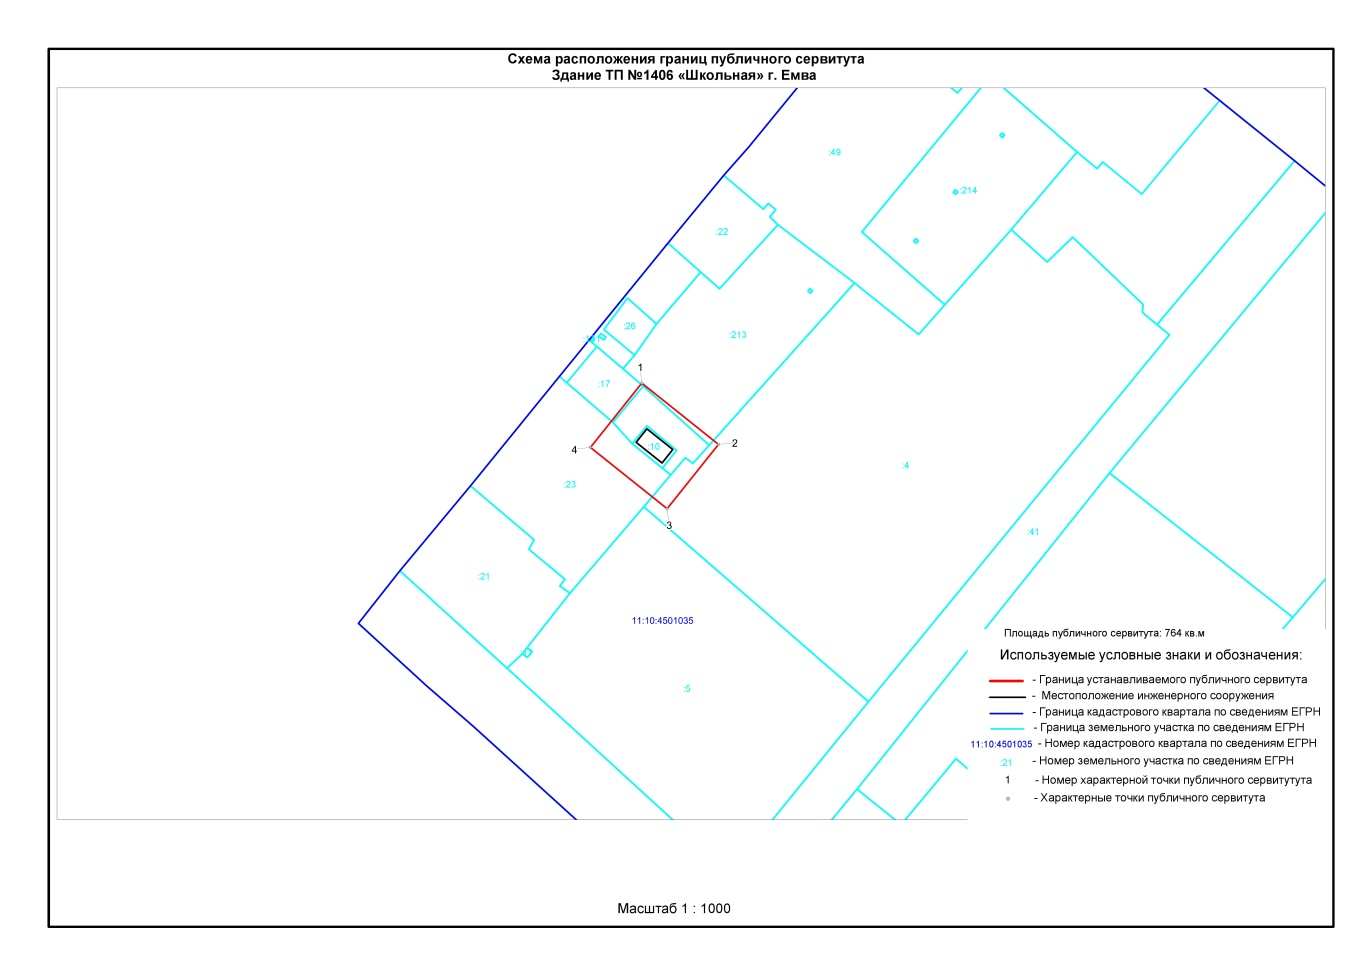 Схема расположения границ публичного сервитута
Здание ТП №1406 «Школьная» г. Емва
:49
:214
:22
:26
:213
1
:17
2
:10
4
:4
:23
3
:41
:21
11:10:4501035
:5
Площадь публичного сервитута: 764 кв.м
Используемые условные знаки и обозначения:
- Граница устанавливаемого публичного сервитута
- Местоположение инженерного сооружения
- Граница кадастрового квартала по сведениям ЕГРН
- Граница земельного участка по сведениям ЕГРН
11:10:4501035 - Номер кадастрового квартала по сведениям ЕГРН
:21 - Номер земельного участка по сведениям ЕГРН
1 - Номер характерной точки публичного сервитутута
- Характерные точки публичного сервитута
Масштаб 1 : 1000